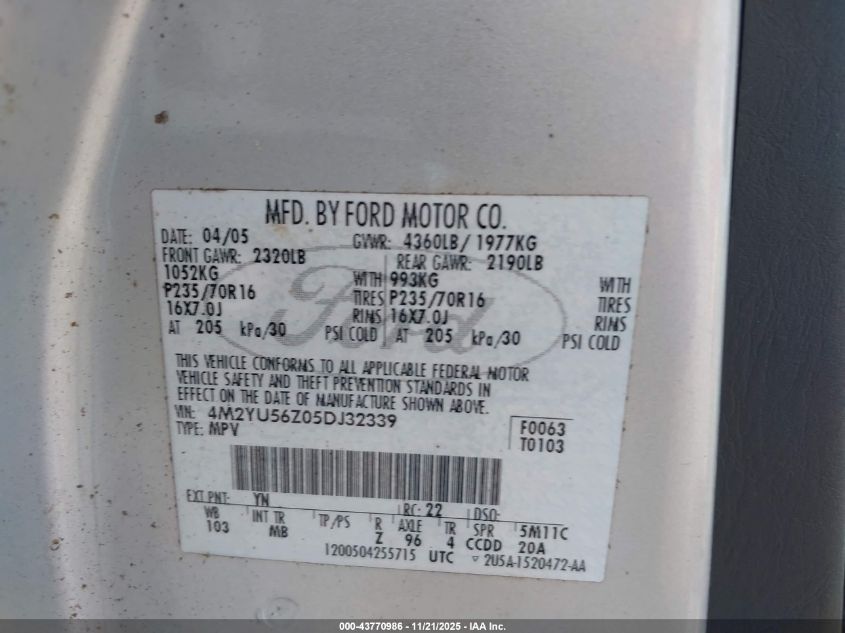 MFD. BY FORD MOTOR CO.
DATE: 04/05 GVWR: 4360LB/ 1977KG
FRONT GAWR: 2320LB REAR GAWR: 2190LB
1052KG WITH 993KG WITH
P235/70R16 TIRES P235/70R16 TIRES
16X7.0J RIMS 16X7.0J RIMS
AT 205 kPa/30 PSI COLD AT 205 kPa/30 PSI COLD
Ford
THIS VEHICLE CONFORMS TO ALL APPLICABLE FEDERAL MOTOR
VEHICLE SAFETY AND THEFT PREVENTION STANDARDS IN
EFFECT ON THE DATE OF MANUFACTURE SHOWN ABOVE.
VIN: 4M2YU56Z05DJ32339 F0063
TYPE: MPV T0103
EXT PNT: YN RC: 22 DSO:
WB INT TR TP/PS R AXLE TR SPR 5M11C
103 MB Z 96 4 CCDD 20A
1200504255715 UTC ▽ 2U5A-1520472-AA
000-43770986 - 11/21/2025 - IAA Inc.